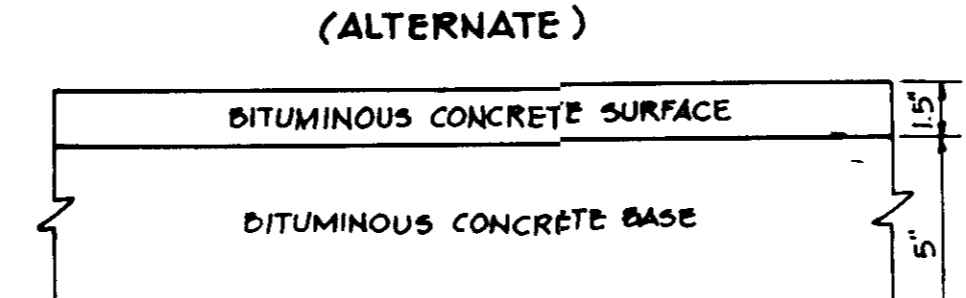 (ALTERNATE)
BITUMINOUS CONCRETE SURFACE
1.5"
BITUMINOUS CONCRETE BASE
5"